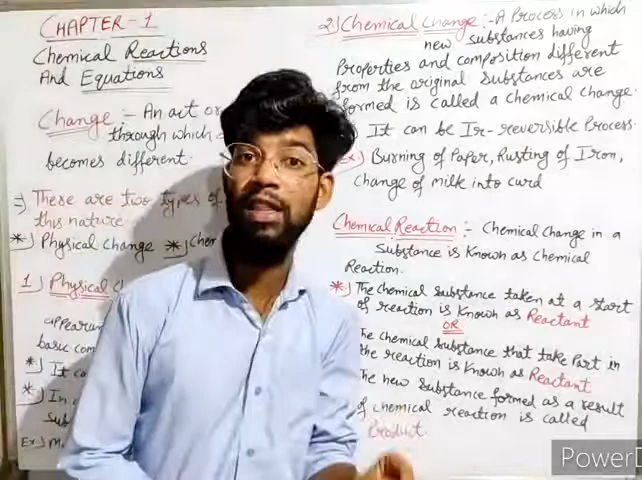 CHAPTER-1
Chemical Reactions
And Equations
Change :- An act or
through which
becomes different.
=) These are two types of
this nature
*) Physical change *) Chem
1) Physical ch
appearan
basic com
*) It ca
*) In
Sub
Ex) M
2) Chemical Change :- A Process in which
new substances having
Properties and composition different
from the original substances are
formed is called a chemical change.
It can be Ir-reversible Process.
Ex.) Burning of Paper, Rusting of Iron,
change of milk into curd
Chemical Reaction :- Chemical Change in a
Substance is Known as Chemical
Reaction.
*) The chemical substance taken at a start
of reaction is Known as Reactant
OR
The chemical substance that take Part in
the reaction is Known as Reactant
The new substance formed as a result
of chemical reaction is called
Product.
PowerD